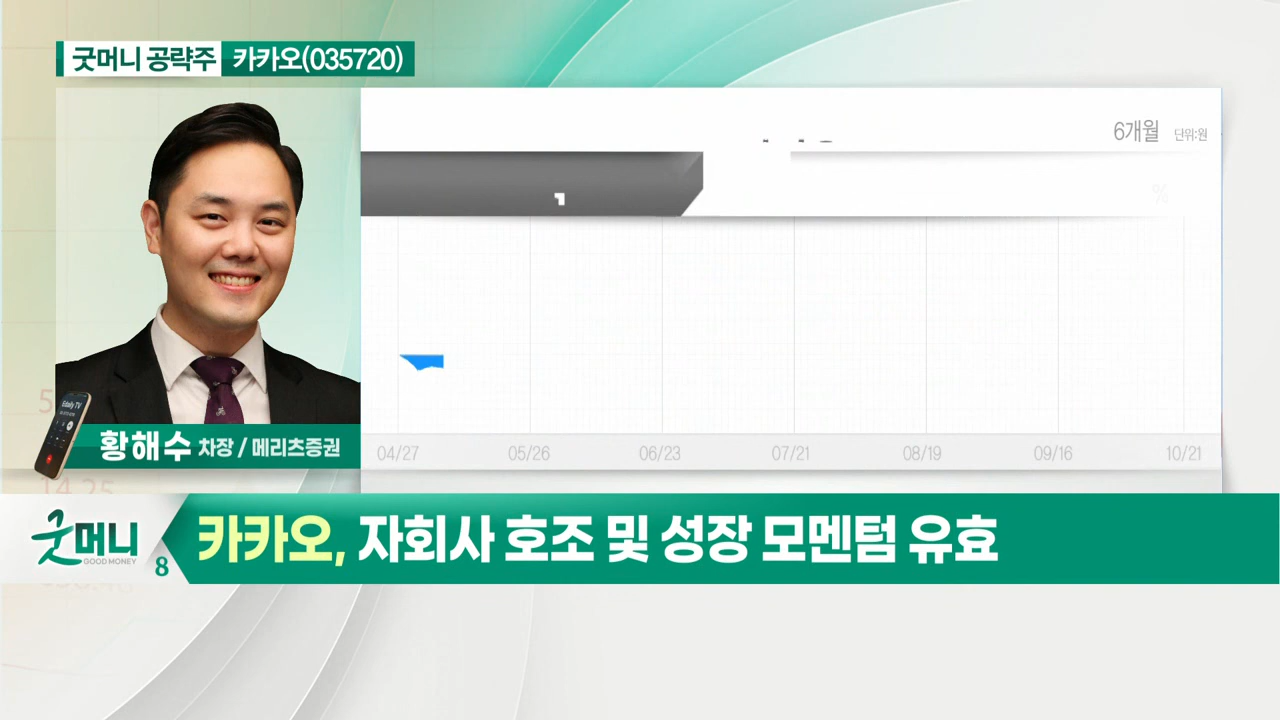 굿머니 공략주 카카오(035720)
6개월 단위:원
%
Edaily TV
황해수 차장 / 메리츠증권
04/27 05/26 06/23 07/21 08/19 09/16 10/21
굿머니
GOOD MONEY
8
카카오, 자회사 호조 및 성장 모멘텀 유효